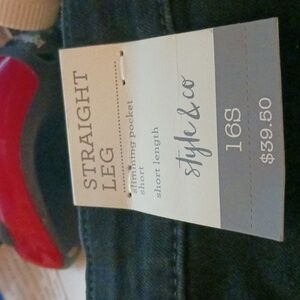 STRAIGHT
LEG
slimming pocket
short
short length
style & co
16S
$39.50